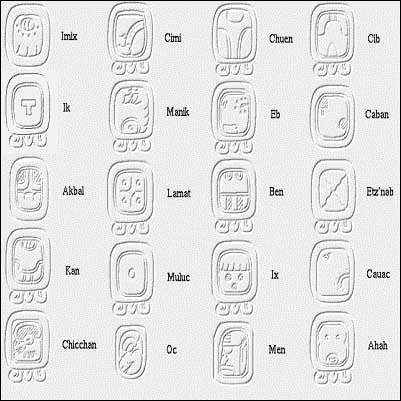 Imix
Cimi
Chuen
Cib
Ik
Manik
Eb
Caban
Akbal
Lamat
Ben
Etz'nab
Kan
Muluc
Ix
Cauac
Chicchan
Oc
Men
Ahah